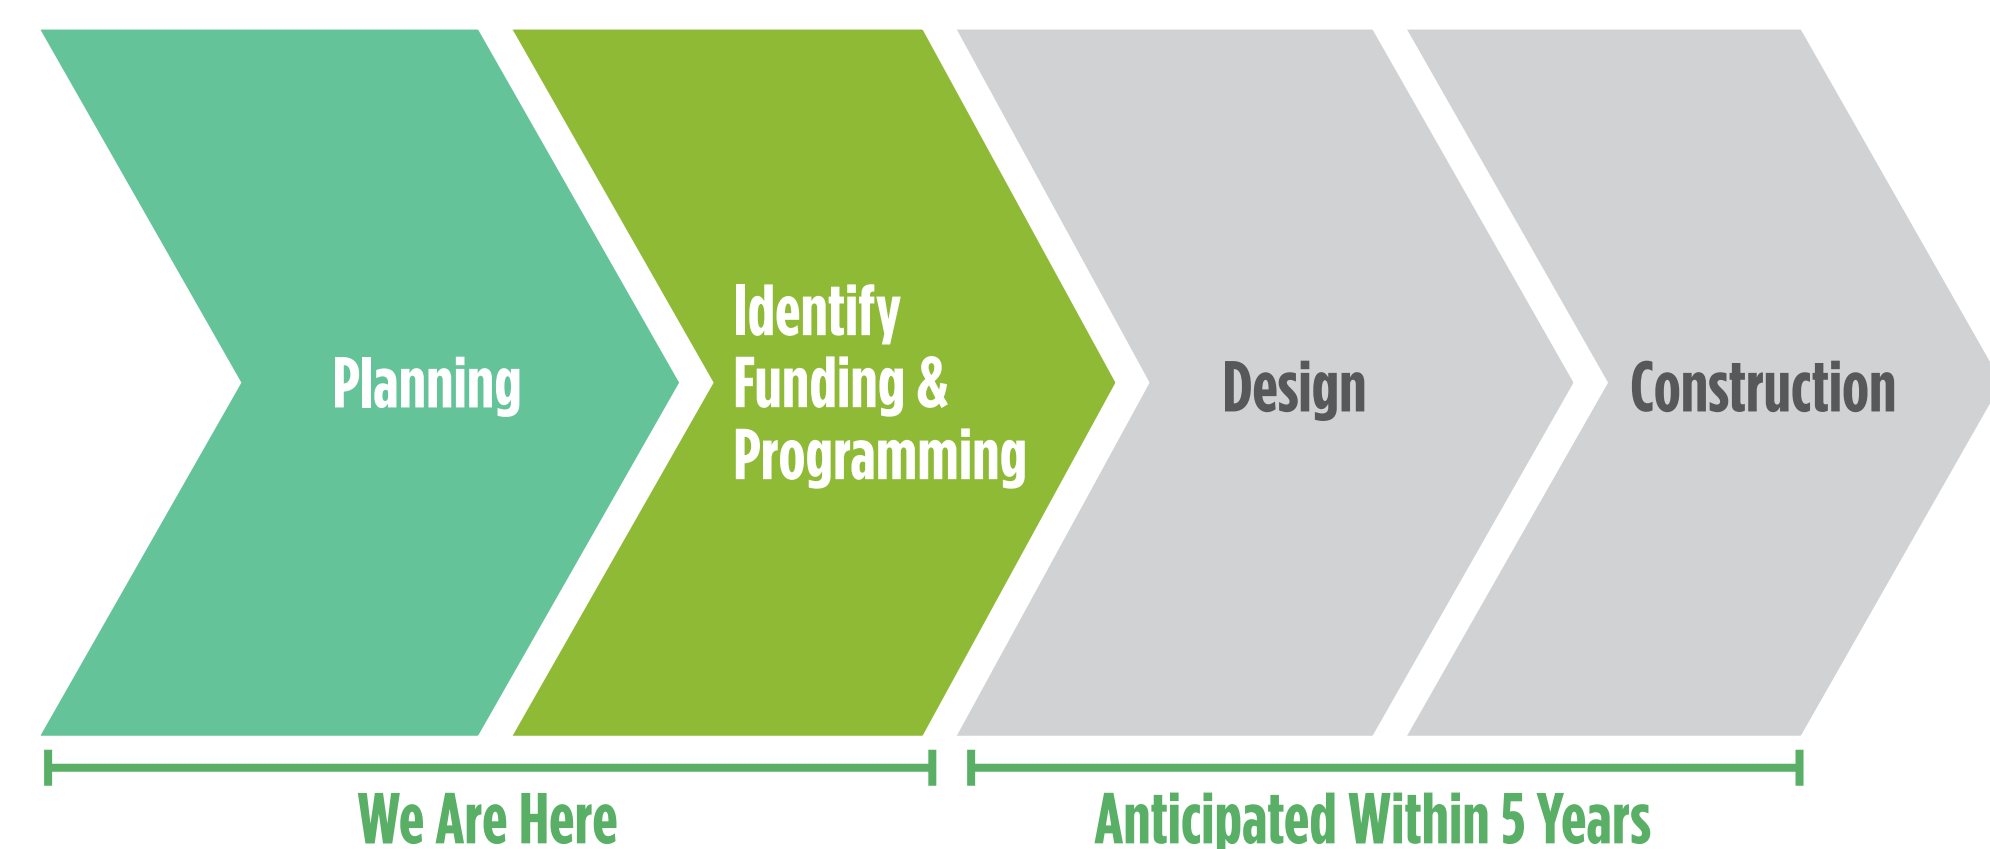 Planning
Identify
Funding &
Programming
Design
Construction
We Are Here
Anticipated Within 5 Years